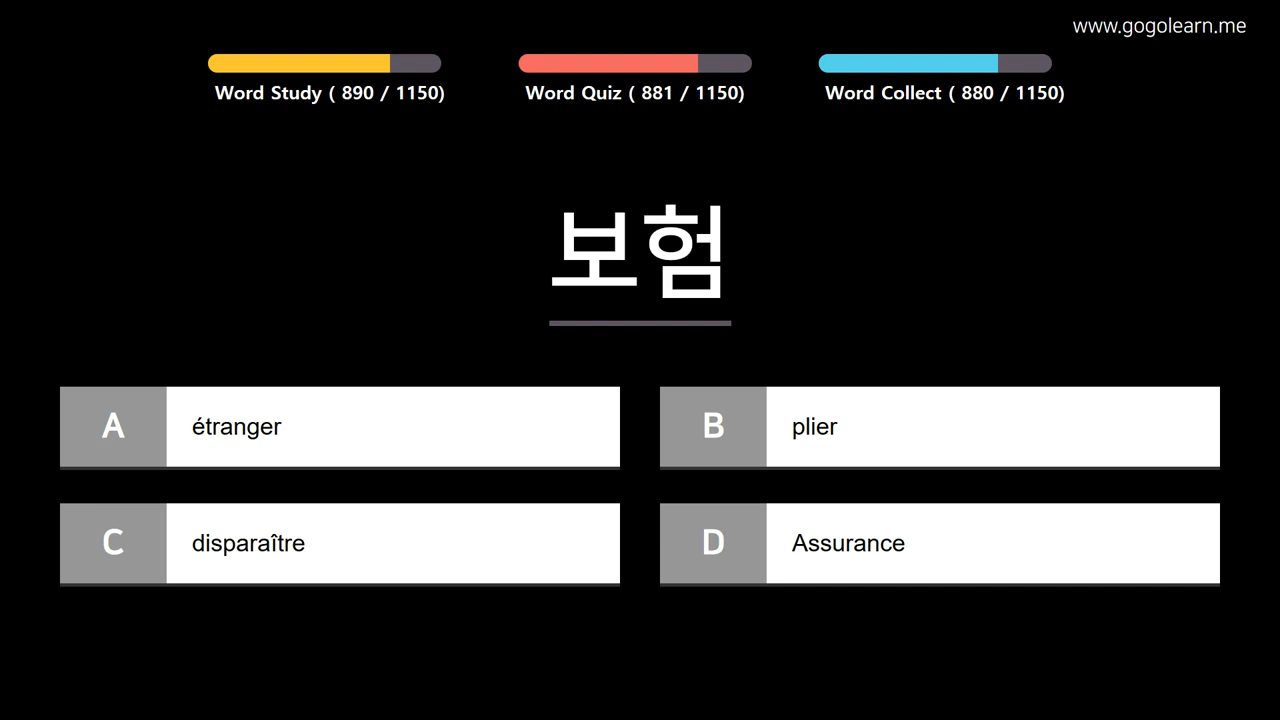 www.gogolearn.me
Word Study ( 890 / 1150)
Word Quiz ( 881 / 1150)
Word Collect ( 880 / 1150)
보험
A étranger
B plier
C disparaître
D Assurance